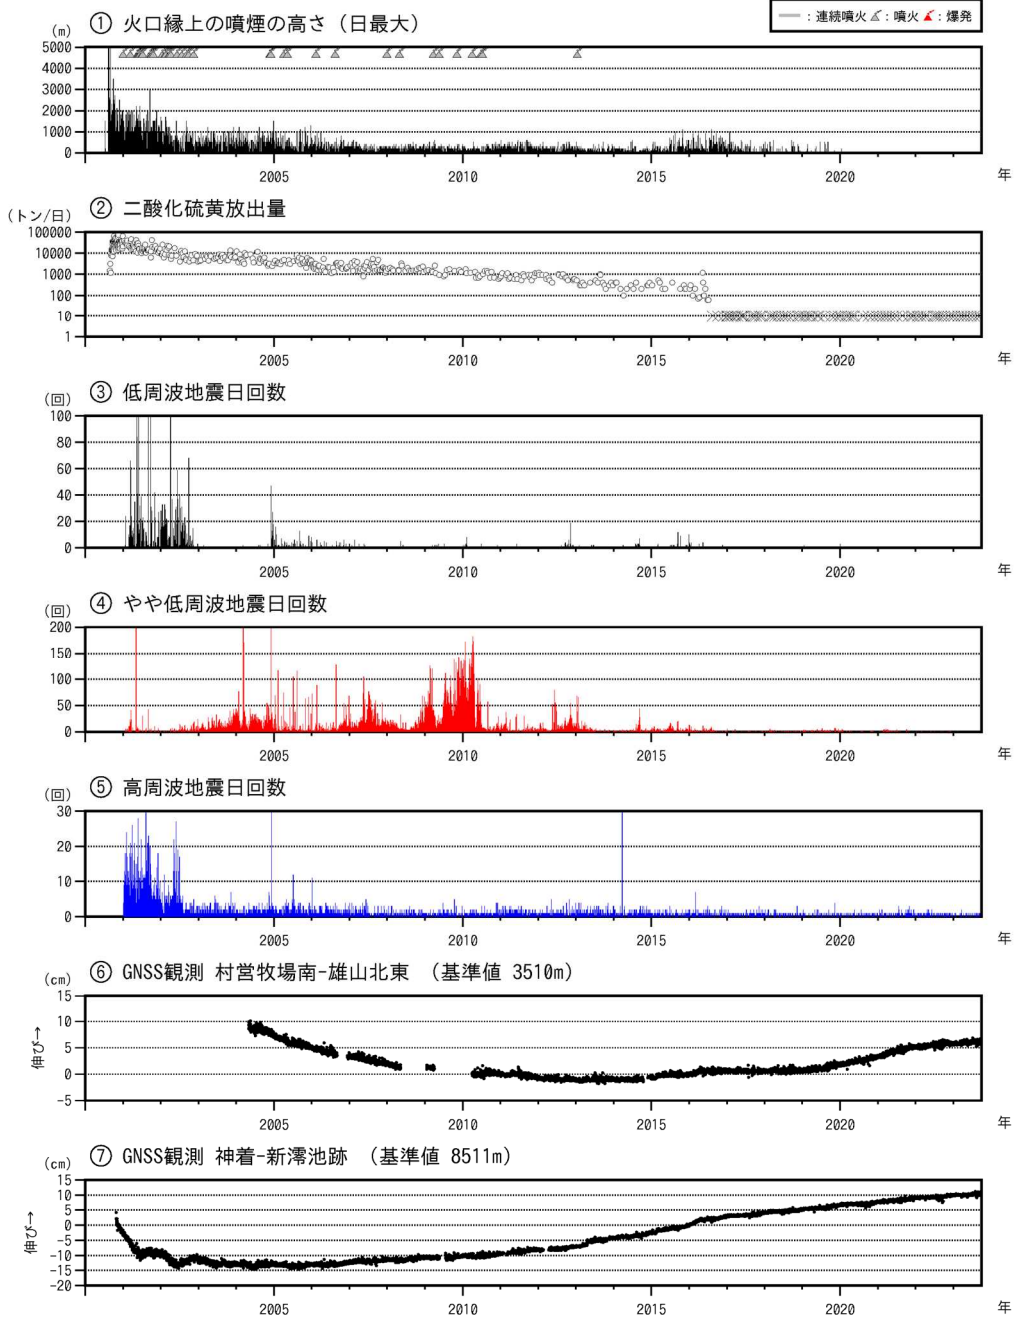 ― : 連続噴火 : 噴火 : 爆発
① 火口縁上の噴煙の高さ（日最大）
(m)
5000
4000
3000
2000
1000
0
2005 2010 2015 2020 年
② 二酸化硫黄放出量
(トン/日)
100000
10000
1000
100
10
1
2005 2010 2015 2020 年
③ 低周波地震日回数
(回)
100
80
60
40
20
0
2005 2010 2015 2020 年
④ やや低周波地震日回数
(回)
200
150
100
50
0
2005 2010 2015 2020 年
⑤ 高周波地震日回数
(回)
30
20
10
0
2005 2010 2015 2020 年
⑥ GNSS観測 村営牧場南-雄山北東 （基準値 3510m）
(cm)
15
10
5
0
-5
伸び→
2005 2010 2015 2020 年
⑦ GNSS観測 神着-新澪池跡 （基準値 8511m）
(cm)
15
10
5
0
-5
-10
-15
-20
伸び→
2005 2010 2015 2020 年